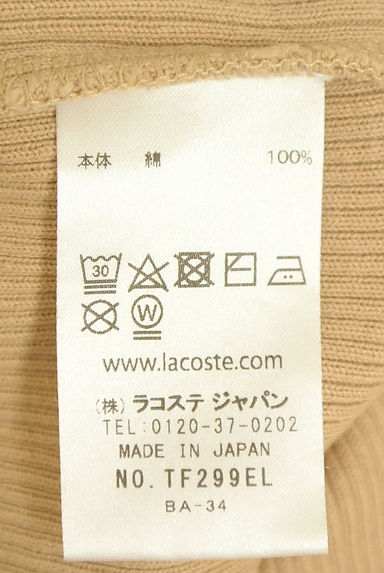 本体 綿 100%
30
W
www.lacoste.com
(株) ラコステ ジャパン
TEL:0120-37-0202
MADE IN JAPAN
NO. TF299EL
BA-34